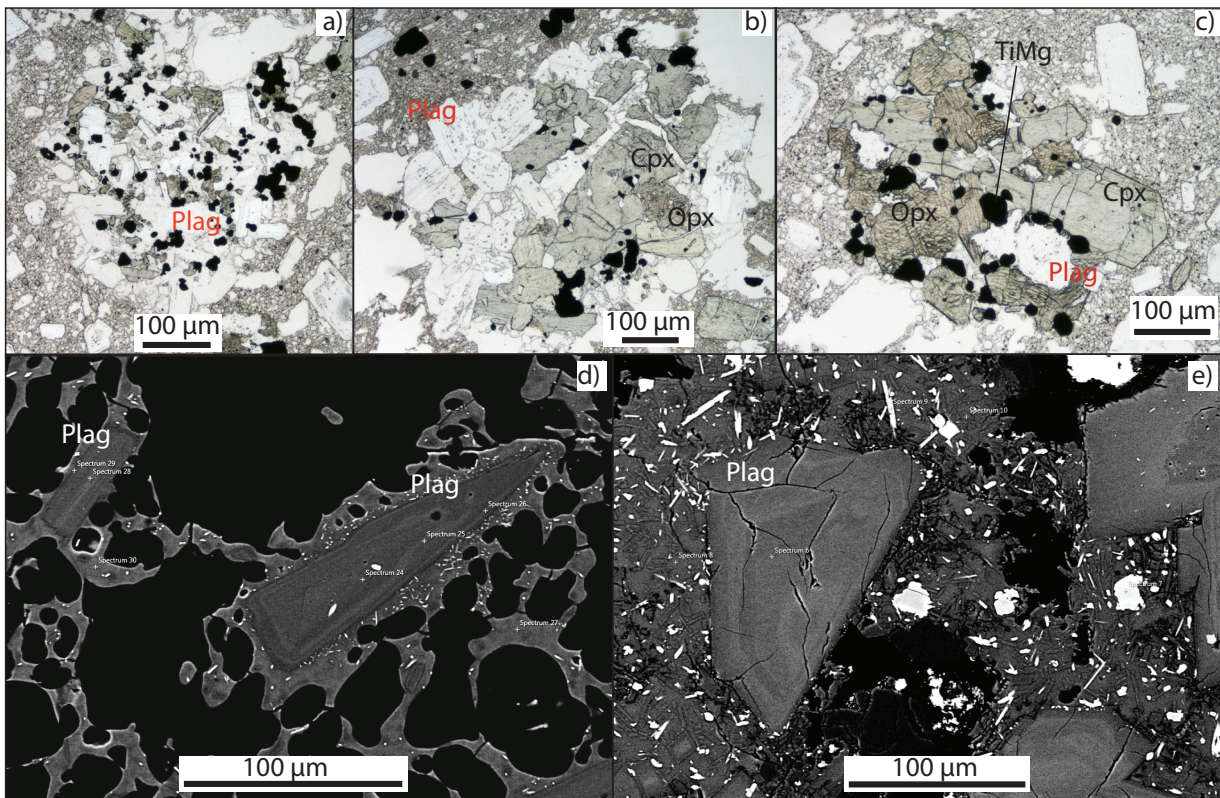 a)
Plag
100 µm
b)
Plag
Cpx
Opx
100 µm
c)
TiMg
Cpx
Opx
Plag
100 µm
d)
Plag
Spectrum 29
Spectrum 28
Plag
Spectrum 26
Spectrum 25
Spectrum 30
Spectrum 24
Spectrum 27
100 µm
e)
Spectrum 9
Spectrum 10
Plag
Spectrum 8
Spectrum 6
Spectrum 7
100 µm